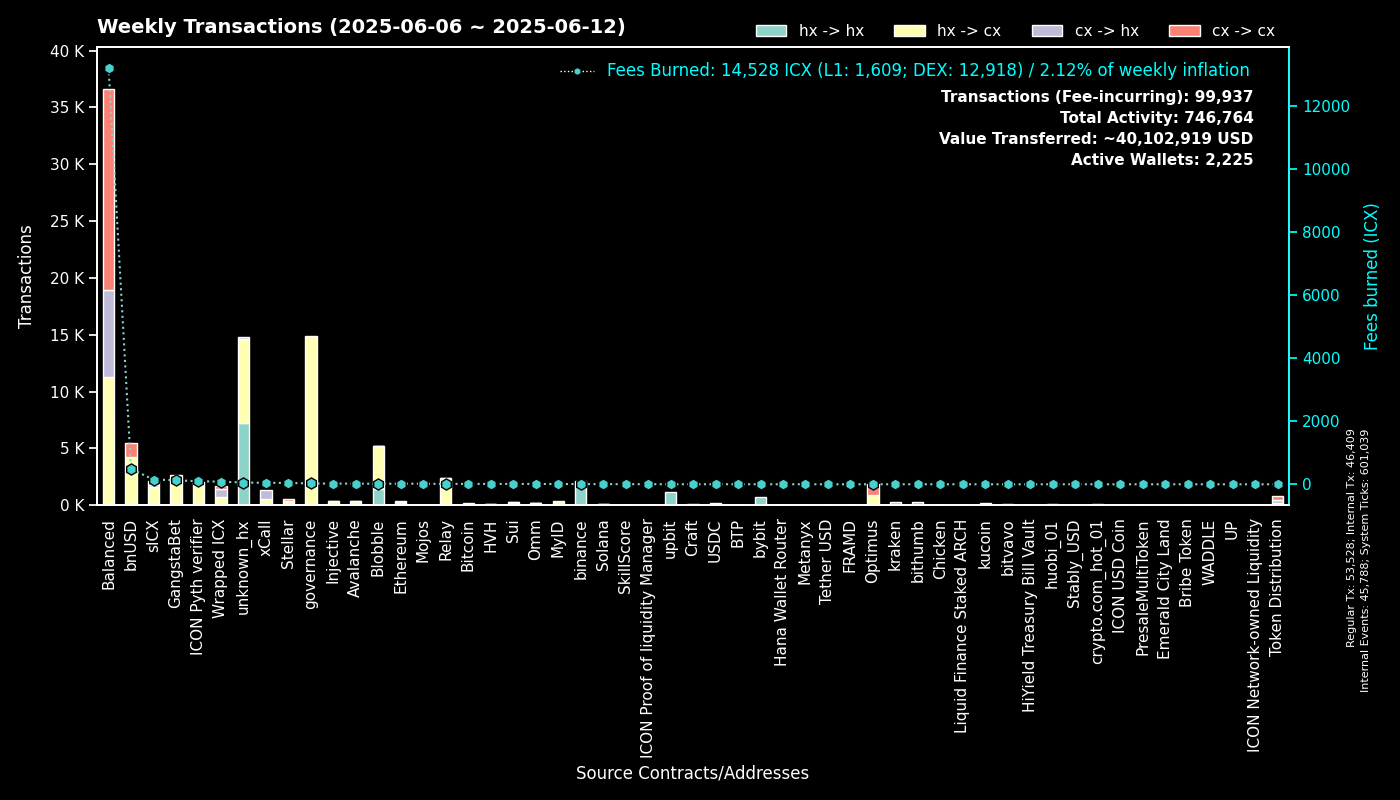 Weekly Transactions (2025-06-06 ~ 2025-06-12)
hx -> hx
hx -> cx
cx -> hx
cx -> cx
Fees Burned: 14,528 ICX (L1: 1,609; DEX: 12,918) / 2.12% of weekly inflation
Transactions (Fee-incurring): 99,937
Total Activity: 746,764
Value Transferred: ~40,102,919 USD
Active Wallets: 2,225
Transactions
40 K
35 K
30 K
25 K
20 K
15 K
10 K
5 K
0 K
12000
10000
8000
6000
4000
2000
0
Fees burned (ICX)
Regular Tx: 53,528; Internal Tx: 46,409
Internal Events: 45,788; System Ticks: 601,039
Balanced
bnUSD
sICX
GangstaBet
ICON Pyth verifier
Wrapped ICX
unknown_hx
xCall
Stellar
governance
Injective
Avalanche
Blobble
Ethereum
Mojos
Relay
Bitcoin
HVH
Sui
Omm
MyID
binance
Solana
SkillScore
ICON Proof of liquidity Manager
upbit
Craft
USDC
BTP
bybit
Hana Wallet Router
Metanyx
Tether USD
FRAMD
Optimus
kraken
bithumb
Chicken
Liquid Finance Staked ARCH
kucoin
bitvavo
HiYield Treasury Bill Vault
huobi_01
Stably_USD
crypto.com_hot_01
ICON USD Coin
PresaleMultiToken
Emerald City Land
Bribe Token
WADDLE
UP
ICON Network-owned Liquidity
Token Distribution
Source Contracts/Addresses